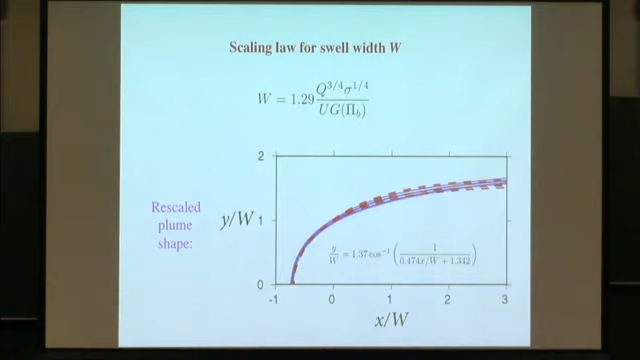 Scaling law for swell width W
W = 1.29 Q^{3/4}σ^{1/4} / UG(Π_b)
Rescaled
plume
shape:
y/W
2
1
0
y/W = 1.37 cos⁻¹ ( 1 / 0.474x/W + 1.342 )
-1 0 1 2 3
x/W